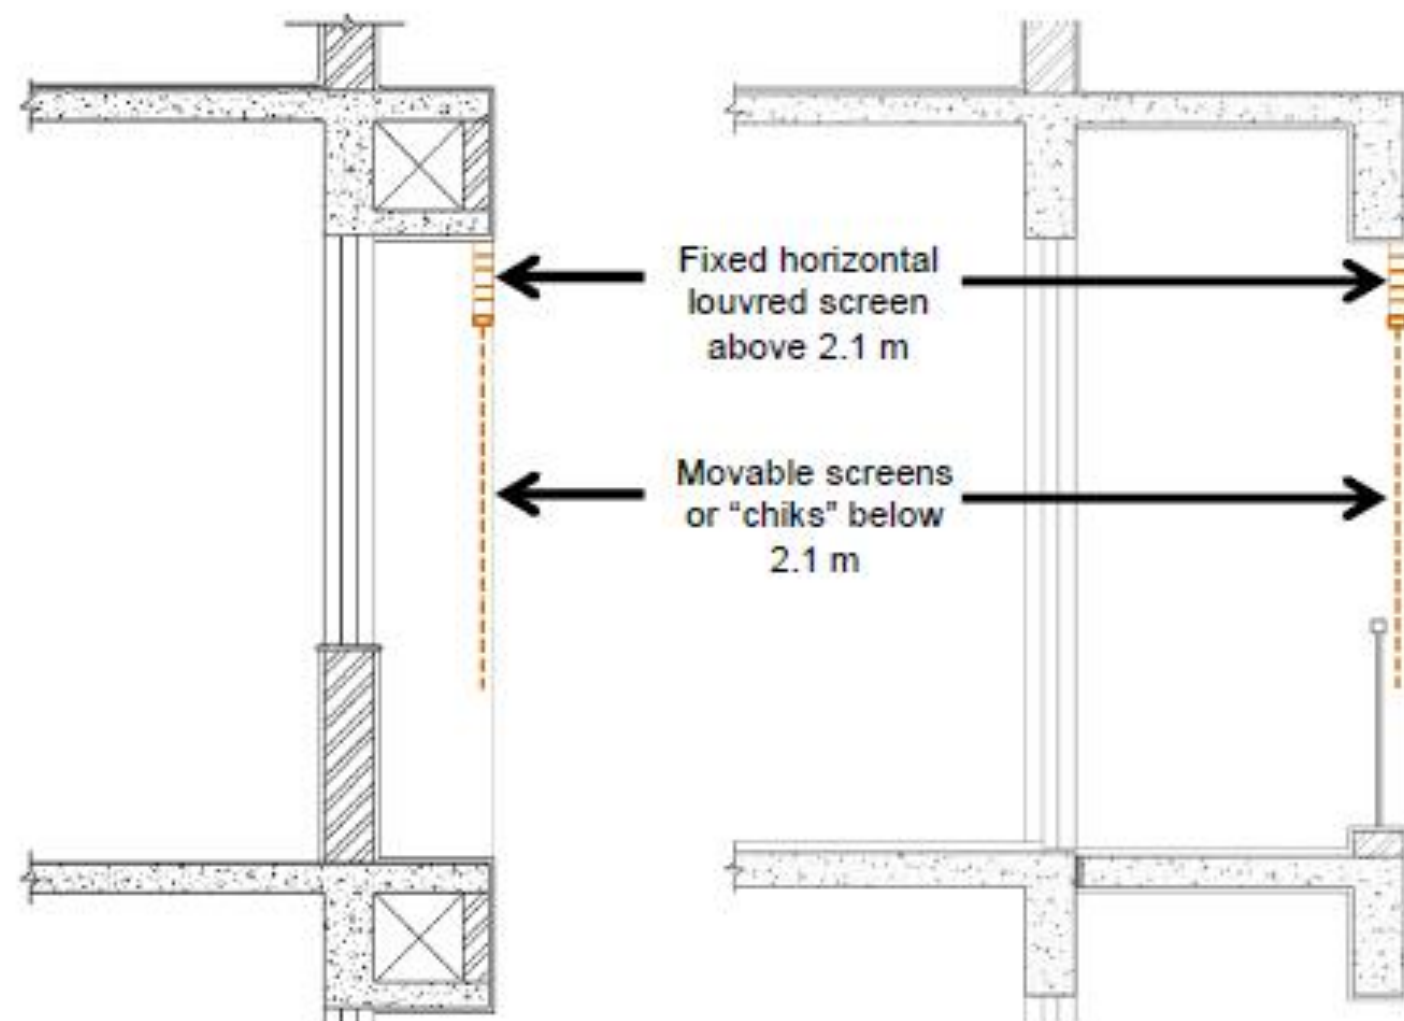 Fixed horizontal
louvred screen
above 2.1 m
Movable screens
or “chiks” below
2.1 m